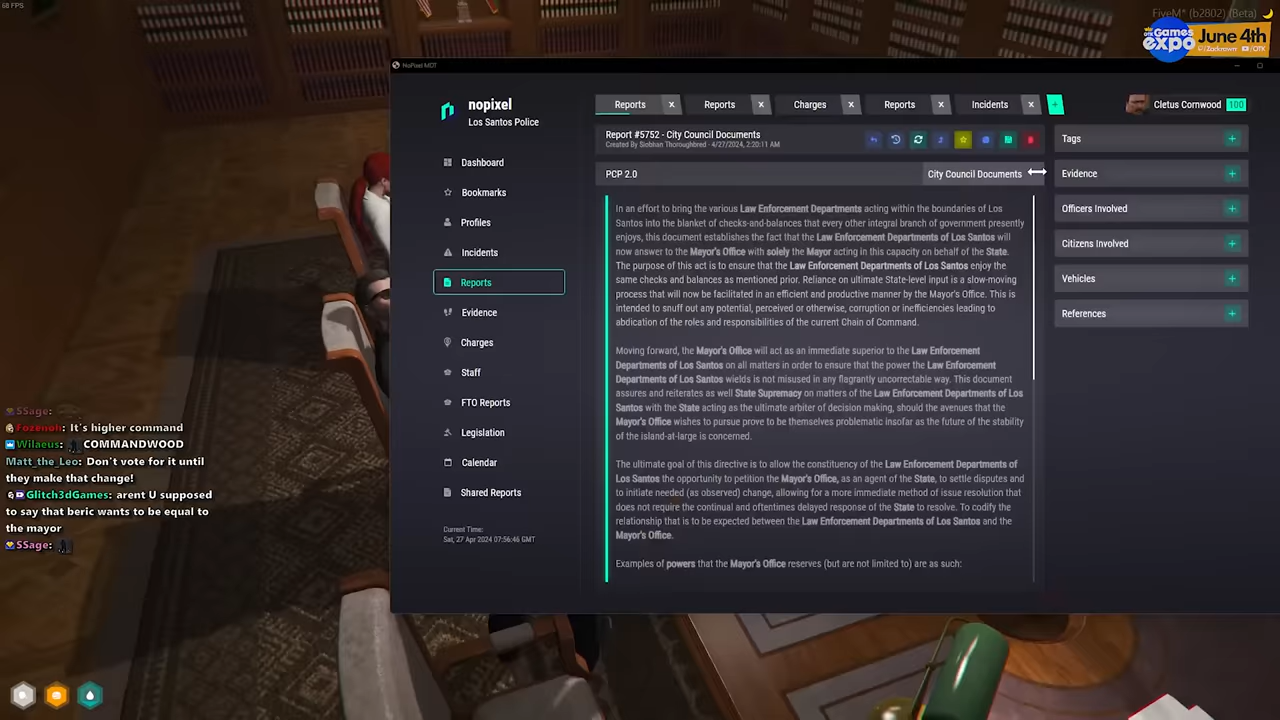 58 FPS
FiveM* (b2802) (Beta)
Games
expo
June 4th
/Zackrawrr /OTK
NoPixel MDT
nopixel
Los Santos Police
Reports
Reports
Charges
Reports
Incidents
Cletus Cornwood 100
Dashboard
Bookmarks
Profiles
Incidents
Reports
Evidence
Charges
Staff
FTO Reports
Legislation
Calendar
Shared Reports
Current Time:
Sat, 27 Apr 2024 07:56:46 GMT
Report #5752 - City Council Documents
Created By Siobhan Thoroughbred - 4/27/2024, 2:20:11 AM
PCP 2.0
City Council Documents
In an effort to bring the various Law Enforcement Departments acting within the boundaries of Los
Santos into the blanket of checks-and-balances that every other integral branch of government presently
enjoys, this document establishes the fact that the Law Enforcement Departments of Los Santos will
now answer to the Mayor's Office with solely the Mayor acting in this capacity on behalf of the State.
The purpose of this act is to ensure that the Law Enforcement Departments of Los Santos enjoy the
same checks and balances as mentioned prior. Reliance on ultimate State-level input is a slow-moving
process that will now be facilitated in an efficient and productive manner by the Mayor's Office. This is
intended to snuff out any potential, perceived or otherwise, corruption or inefficiencies leading to
abdication of the roles and responsibilities of the current Chain of Command.
Moving forward, the Mayor's Office will act as an immediate superior to the Law Enforcement
Departments of Los Santos on all matters in order to ensure that the power the Law Enforcement
Departments of Los Santos wields is not misused in any flagrantly uncorrectable way. This document
assures and reiterates as well State Supremacy on matters of the Law Enforcement Departments of Los
Santos with the State acting as the ultimate arbiter of decision making, should the avenues that the
Mayor's Office wishes to pursue prove to be themselves problematic insofar as the future of the stability
of the island-at-large is concerned.
The ultimate goal of this directive is to allow the constituency of the Law Enforcement Departments of
Los Santos the opportunity to petition the Mayor's Office, as an agent of the State, to settle disputes and
to initiate needed (as observed) change, allowing for a more immediate method of issue resolution that
does not require the continual and oftentimes delayed response of the State to resolve. To codify the
relationship that is to be expected between the Law Enforcement Departments of Los Santos and the
Mayor's Office.
Examples of powers that the Mayor's Office reserves (but are not limited to) are as such:
Tags
Evidence
Officers Involved
Citizens Involved
Vehicles
References
SSage:
Fozenoh: It's higher command
Wilaeus: COMMANDWOOD
Matt_the_Leo: Don't vote for it until
they make that change!
Glitch3dGames: arent U supposed
to say that beric wants to be equal to
the mayor
SSage: